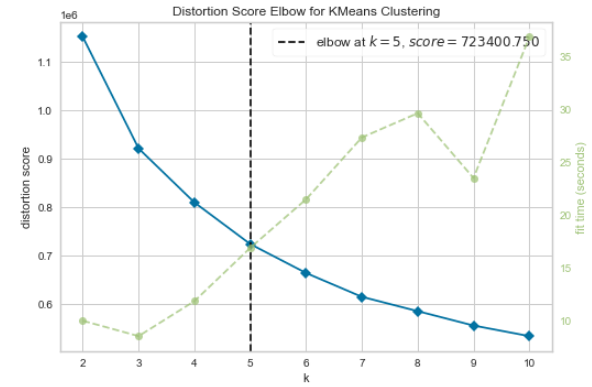 Distortion Score Elbow for KMeans Clustering
1e6
elbow at k = 5, score = 723400.750
1.1
1.0
0.9
0.8
0.7
0.6
distortion score
35
30
25
20
15
10
fit time (seconds)
2 3 4 5 6 7 8 9 10
k